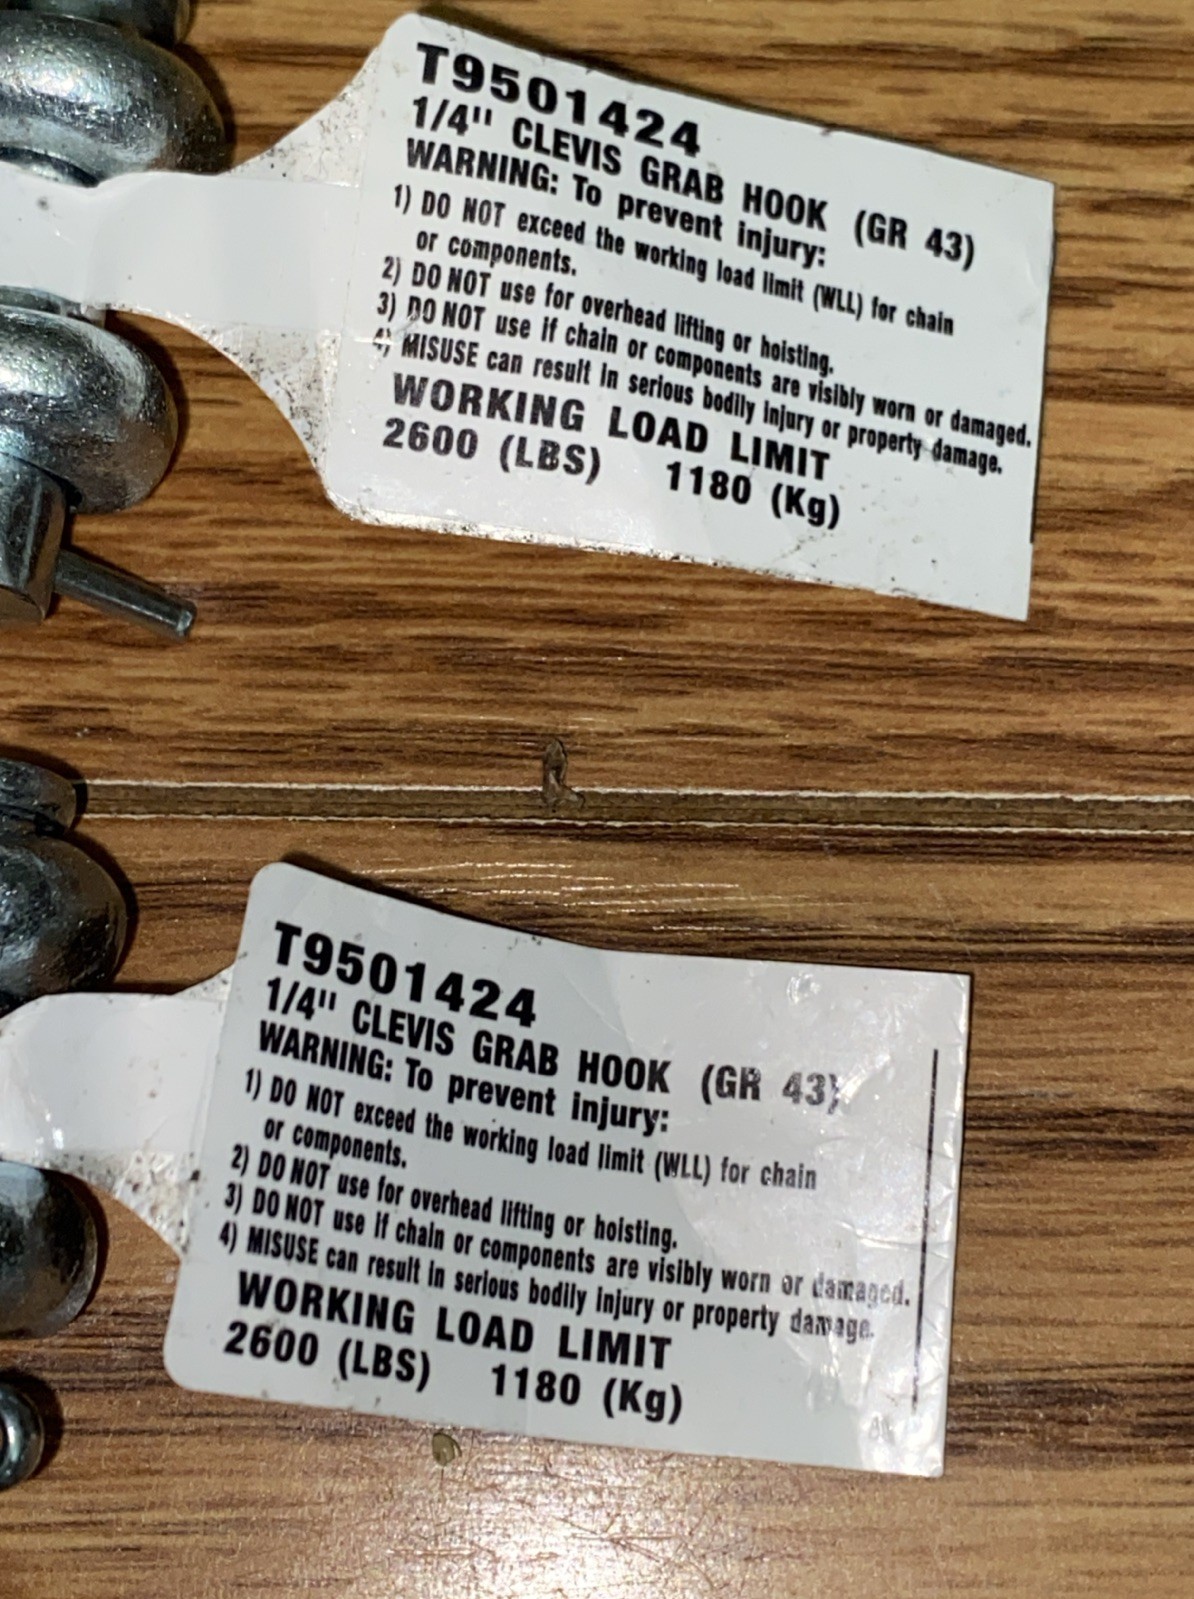 T9501424
1/4" CLEVIS GRAB HOOK (GR 43)
WARNING: To prevent injury:
1) DO NOT exceed the working load limit (WLL) for chain
or components.
2) DO NOT use for overhead lifting or hoisting.
3) DO NOT use if chain or components are visibly worn or damaged.
4) MISUSE can result in serious bodily injury or property damage.
WORKING LOAD LIMIT
2600 (LBS) 1180 (Kg)
T9501424
1/4" CLEVIS GRAB HOOK (GR 43)
WARNING: To prevent injury:
1) DO NOT exceed the working load limit (WLL) for chain
or components.
2) DO NOT use for overhead lifting or hoisting.
3) DO NOT use if chain or components are visibly worn or damaged.
4) MISUSE can result in serious bodily injury or property damage.
WORKING LOAD LIMIT
2600 (LBS) 1180 (Kg)